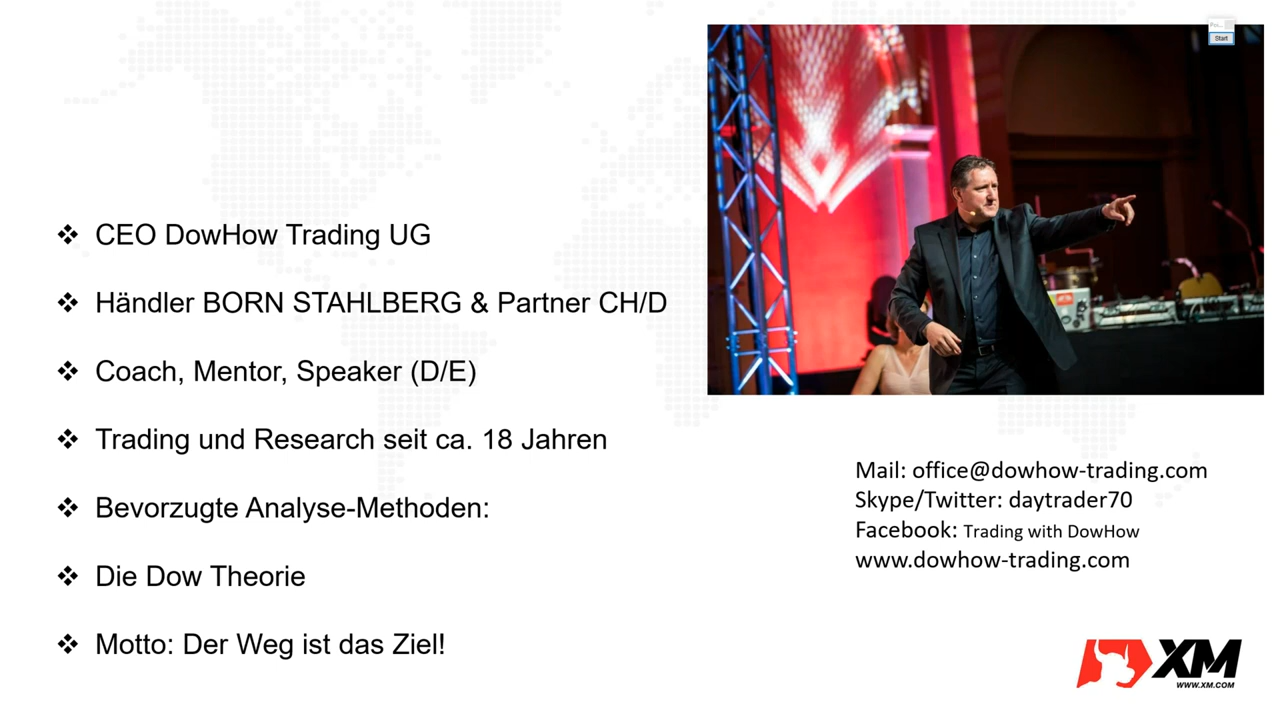 CEO DowHow Trading UG
Händler BORN STAHLBERG & Partner CH/D
Coach, Mentor, Speaker (D/E)
Trading und Research seit ca. 18 Jahren
Bevorzugte Analyse-Methoden:
Die Dow Theorie
Motto: Der Weg ist das Ziel!
Start
Mail: office@dowhow-trading.com
Skype/Twitter: daytrader70
Facebook: Trading with DowHow
www.dowhow-trading.com
XM
WWW.XM.COM